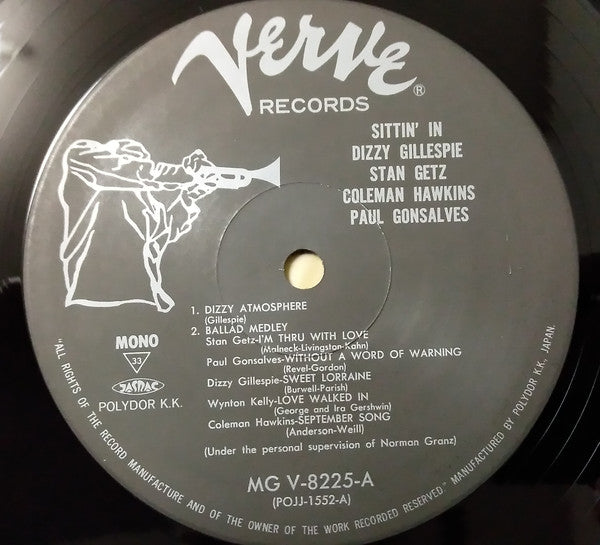 Verve
®
RECORDS
SITTIN' IN
DIZZY GILLESPIE
STAN GETZ
COLEMAN HAWKINS
PAUL GONSALVES
1. DIZZY ATMOSPHERE
(Gillespie)
2. BALLAD MEDLEY
Stan Getz-I'M THRU WITH LOVE
(Malneck-Livingston-Kahn)
Paul Gonsalves-WITHOUT A WORD OF WARNING
(Revel-Gordon)
Dizzy Gillespie-SWEET LORRAINE
(Burwell-Parish)
Wynton Kelly-LOVE WALKED IN
(George and Ira Gershwin)
Coleman Hawkins-SEPTEMBER SONG
(Anderson-Weill)
(Under the personal supervision of Norman Granz)
MONO
33
JASRAC
POLYDOR K.K.
MG V-8225-A
(POJJ-1552-A)
"ALL RIGHTS OF THE RECORD MANUFACTURE AND OF THE OWNER OF THE WORK RECORDED RESERVED" MANUFACTURED BY POLYDOR K.K. JAPAN.